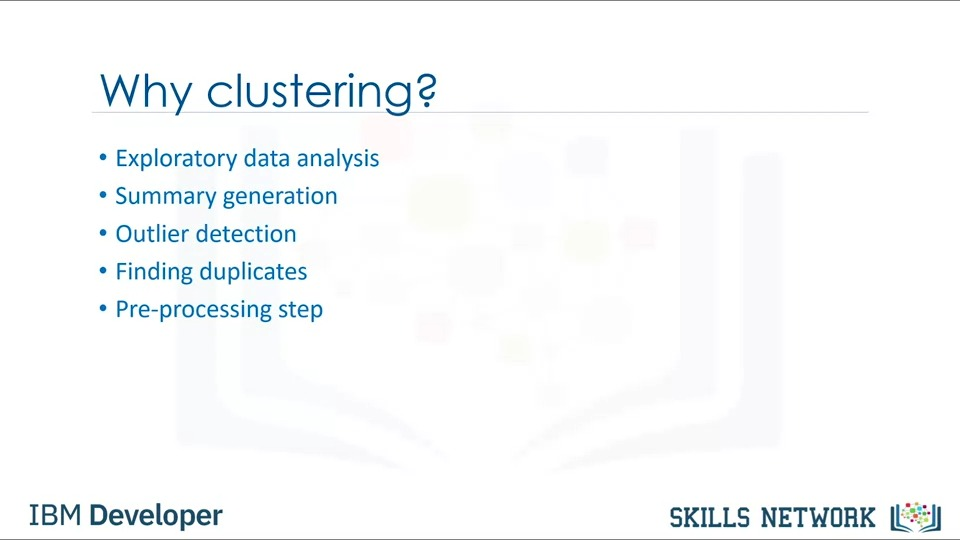 Why clustering?
• Exploratory data analysis
• Summary generation
• Outlier detection
• Finding duplicates
• Pre-processing step
IBM Developer
SKILLS NETWORK